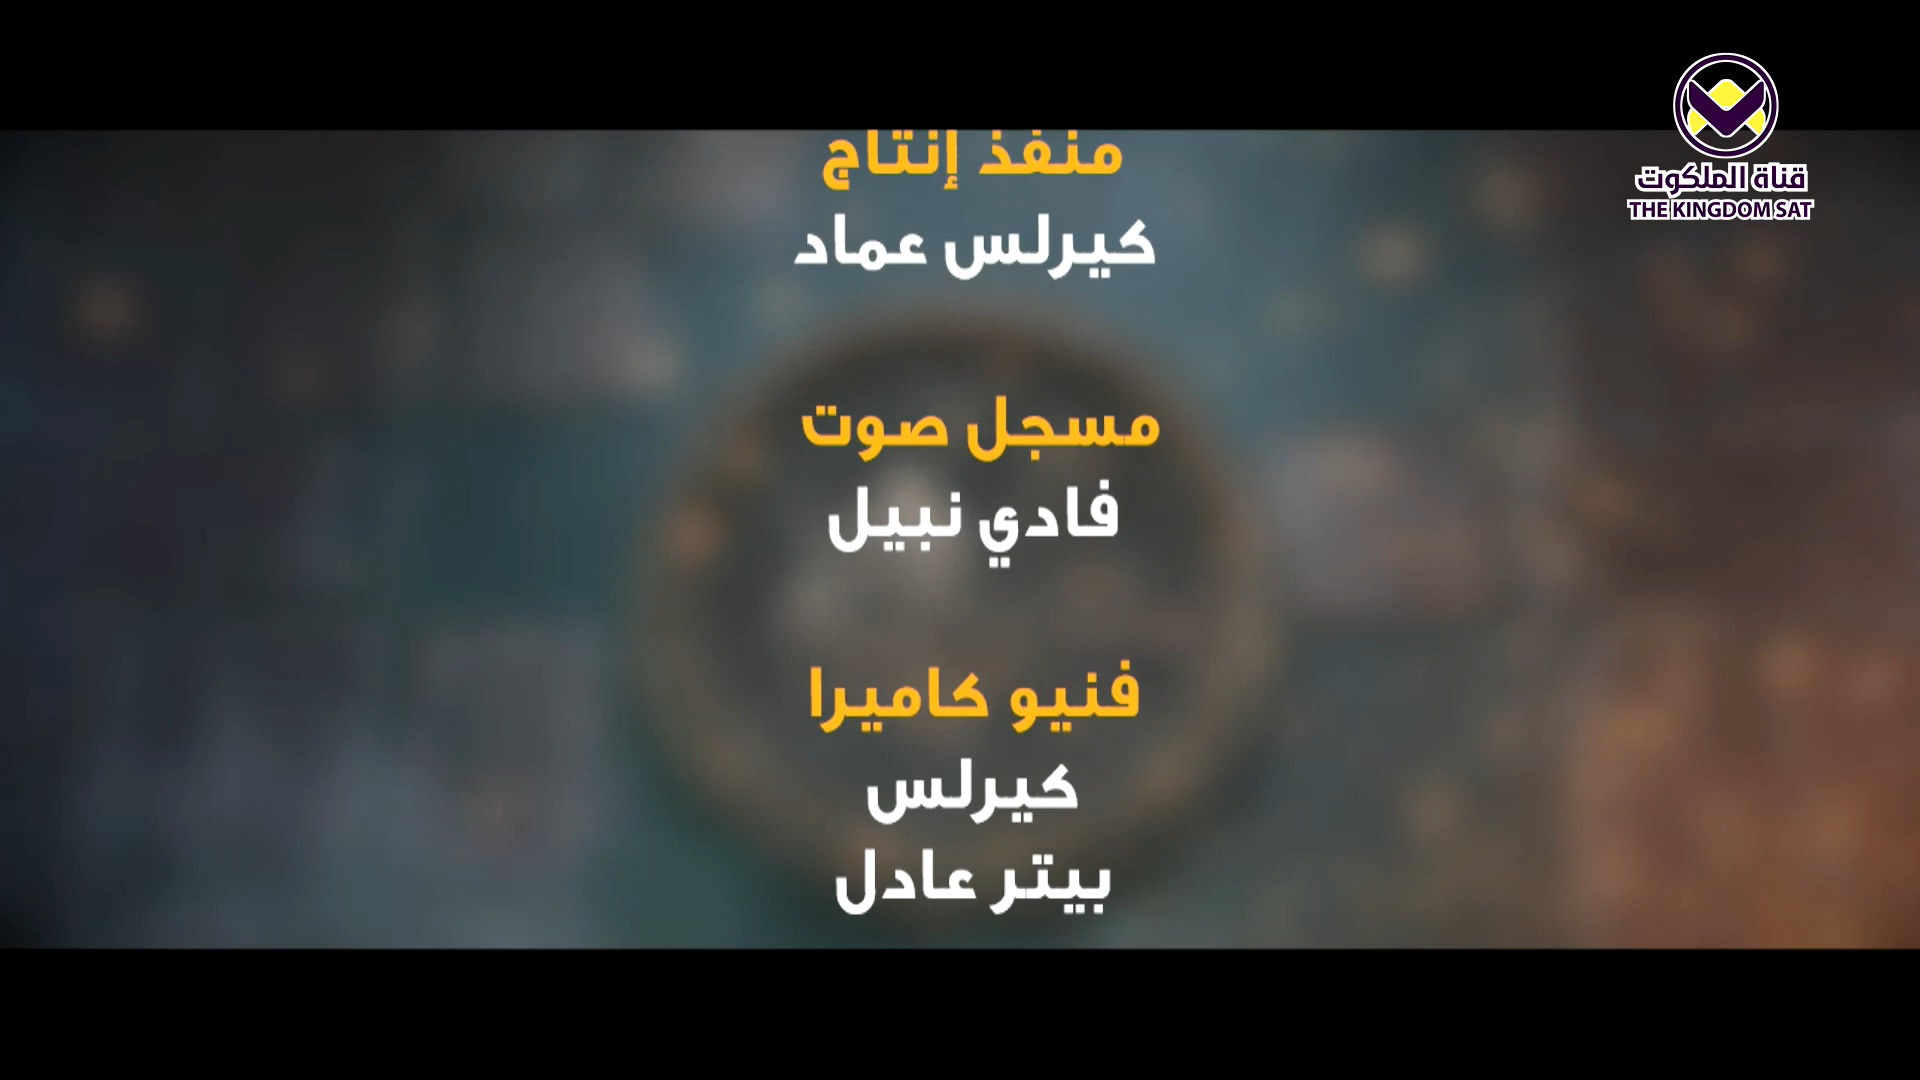 قناة الملكوت
THE KINGDOM SAT
منفذ إنتاج
كيرلس عماد
مسجل صوت
فادي نبيل
فنيو كاميرا
كيرلس
بيتر عادل